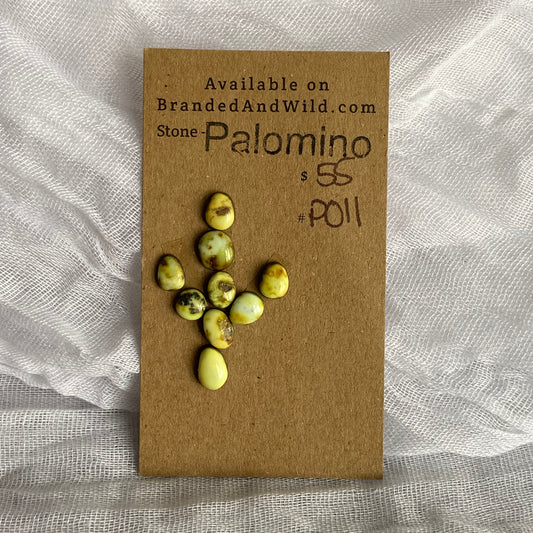 Available on
BrandedAndWild.com
Stone - Palomino
$ 55
# P011